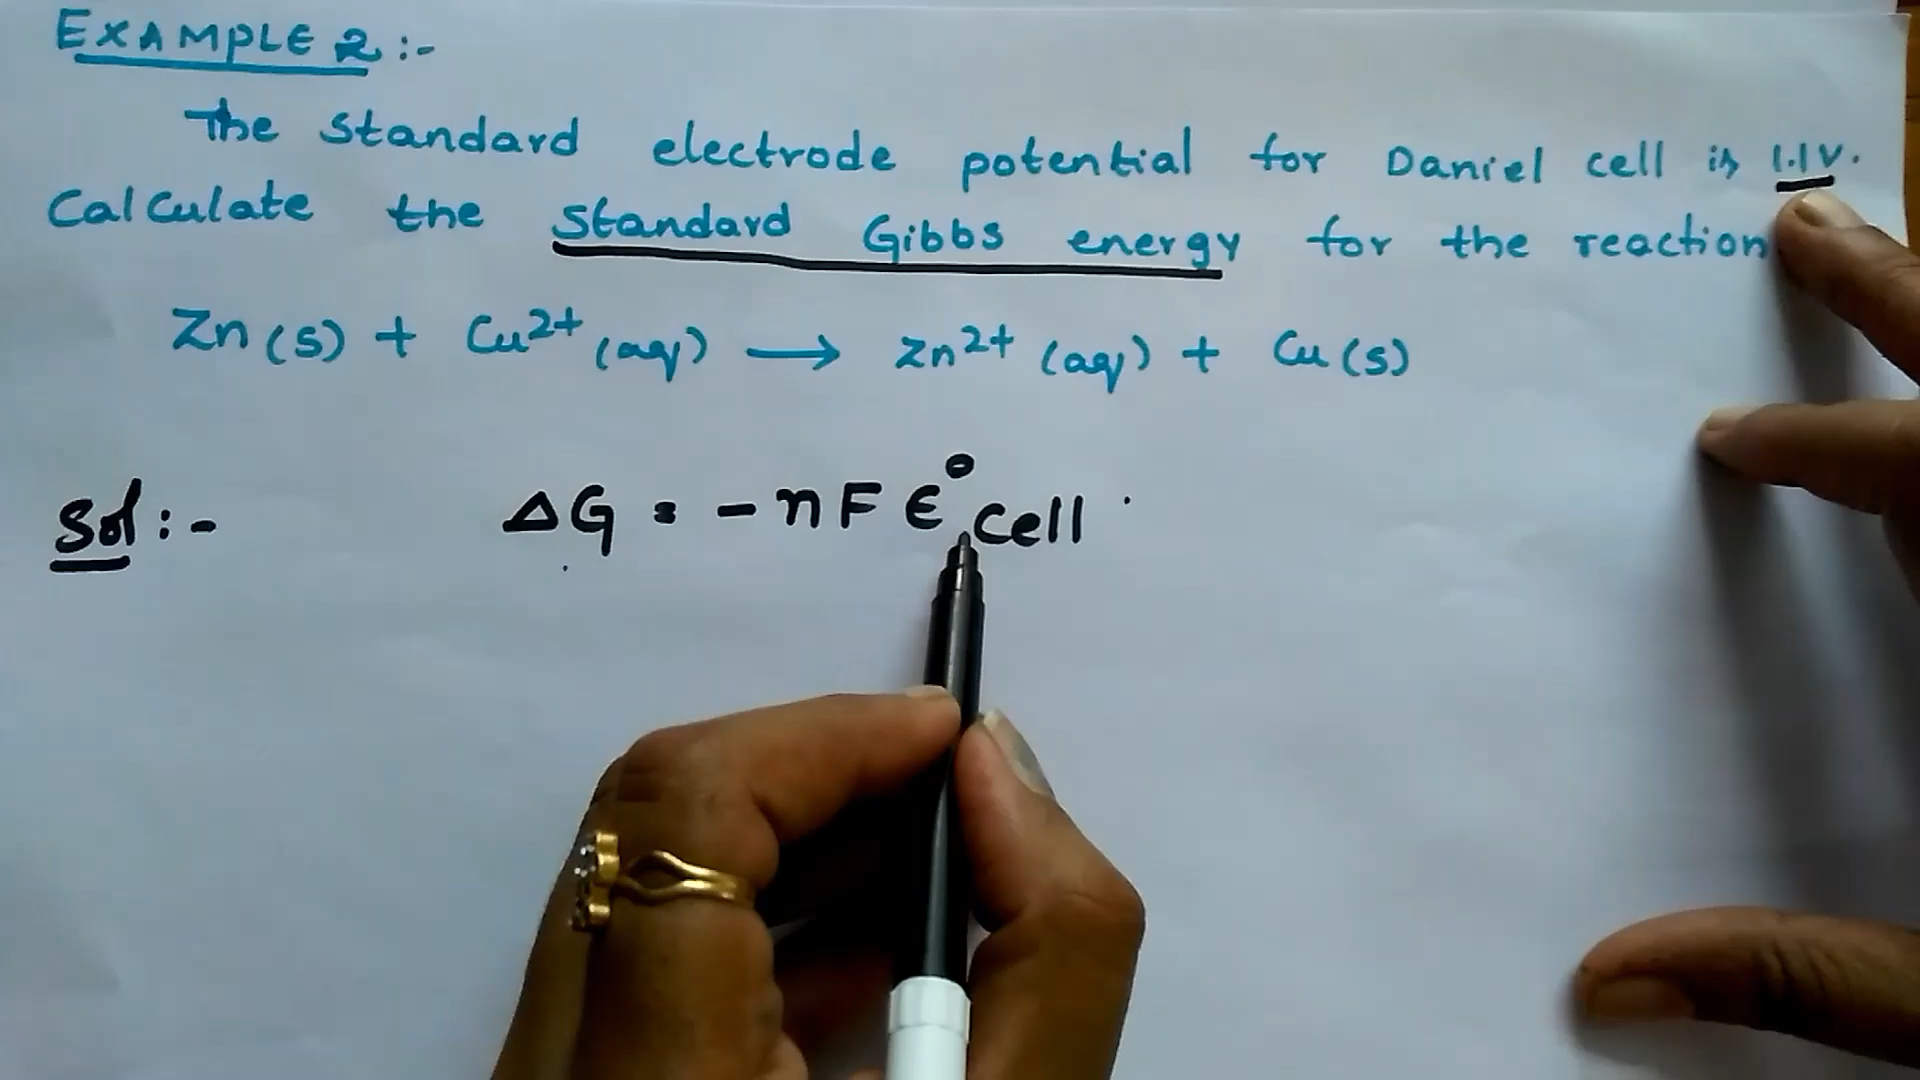 EXAMPLE 2 :-
The standard electrode potential for Daniel cell is 1.1V.
Calculate the standard Gibbs energy for the reaction
Zn (s) + Cu²⁺ (aq) → Zn²⁺ (aq) + Cu (s)
Sol :- ΔG = - n F E° cell